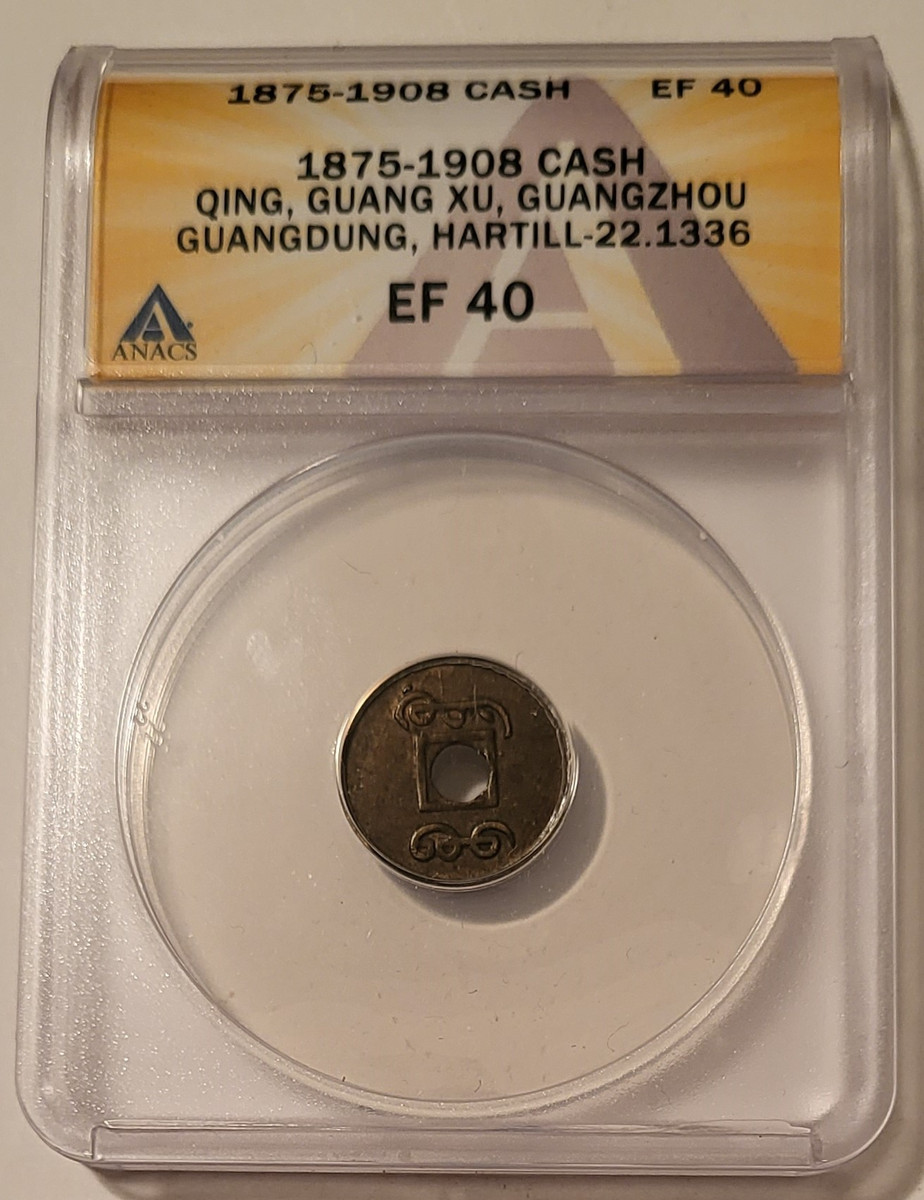 1875-1908 CASH EF 40
1875-1908 CASH
QING, GUANG XU, GUANGZHOU
GUANGDUNG, HARTILL-22.1336
EF 40
ANACS